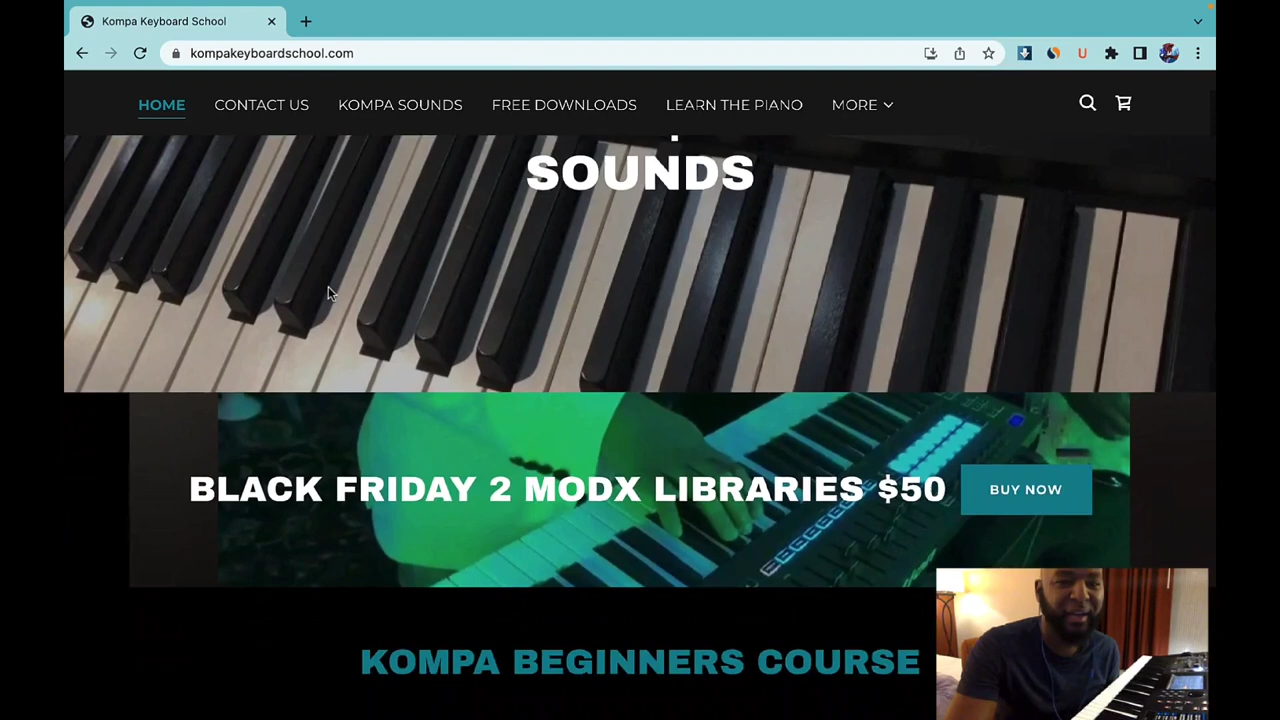 Kompa Keyboard School
kompakeyboardschool.com
U
HOME CONTACT US KOMPA SOUNDS FREE DOWNLOADS LEARN THE PIANO MORE
SOUNDS
BLACK FRIDAY 2 MODX LIBRARIES $50 BUY NOW
KOMPA BEGINNERS COURSE